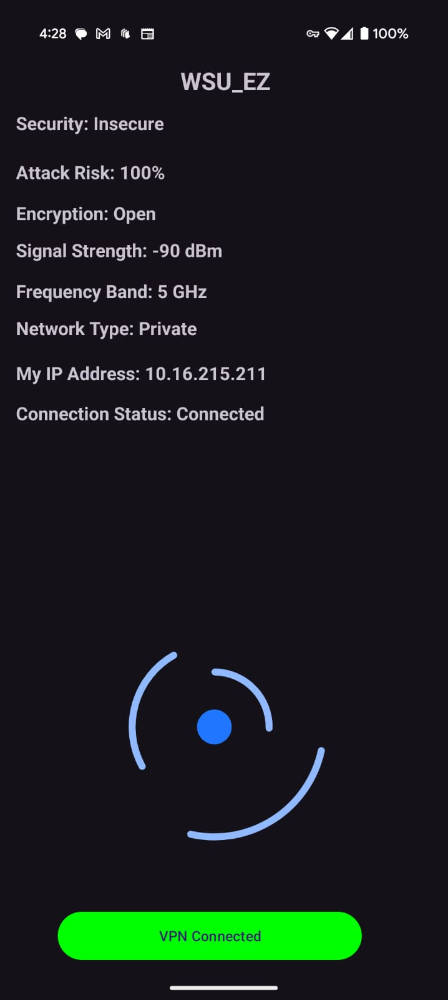 4:28
100%
WSU_EZ
Security: Insecure
Attack Risk: 100%
Encryption: Open
Signal Strength: -90 dBm
Frequency Band: 5 GHz
Network Type: Private
My IP Address: 10.16.215.211
Connection Status: Connected
VPN Connected